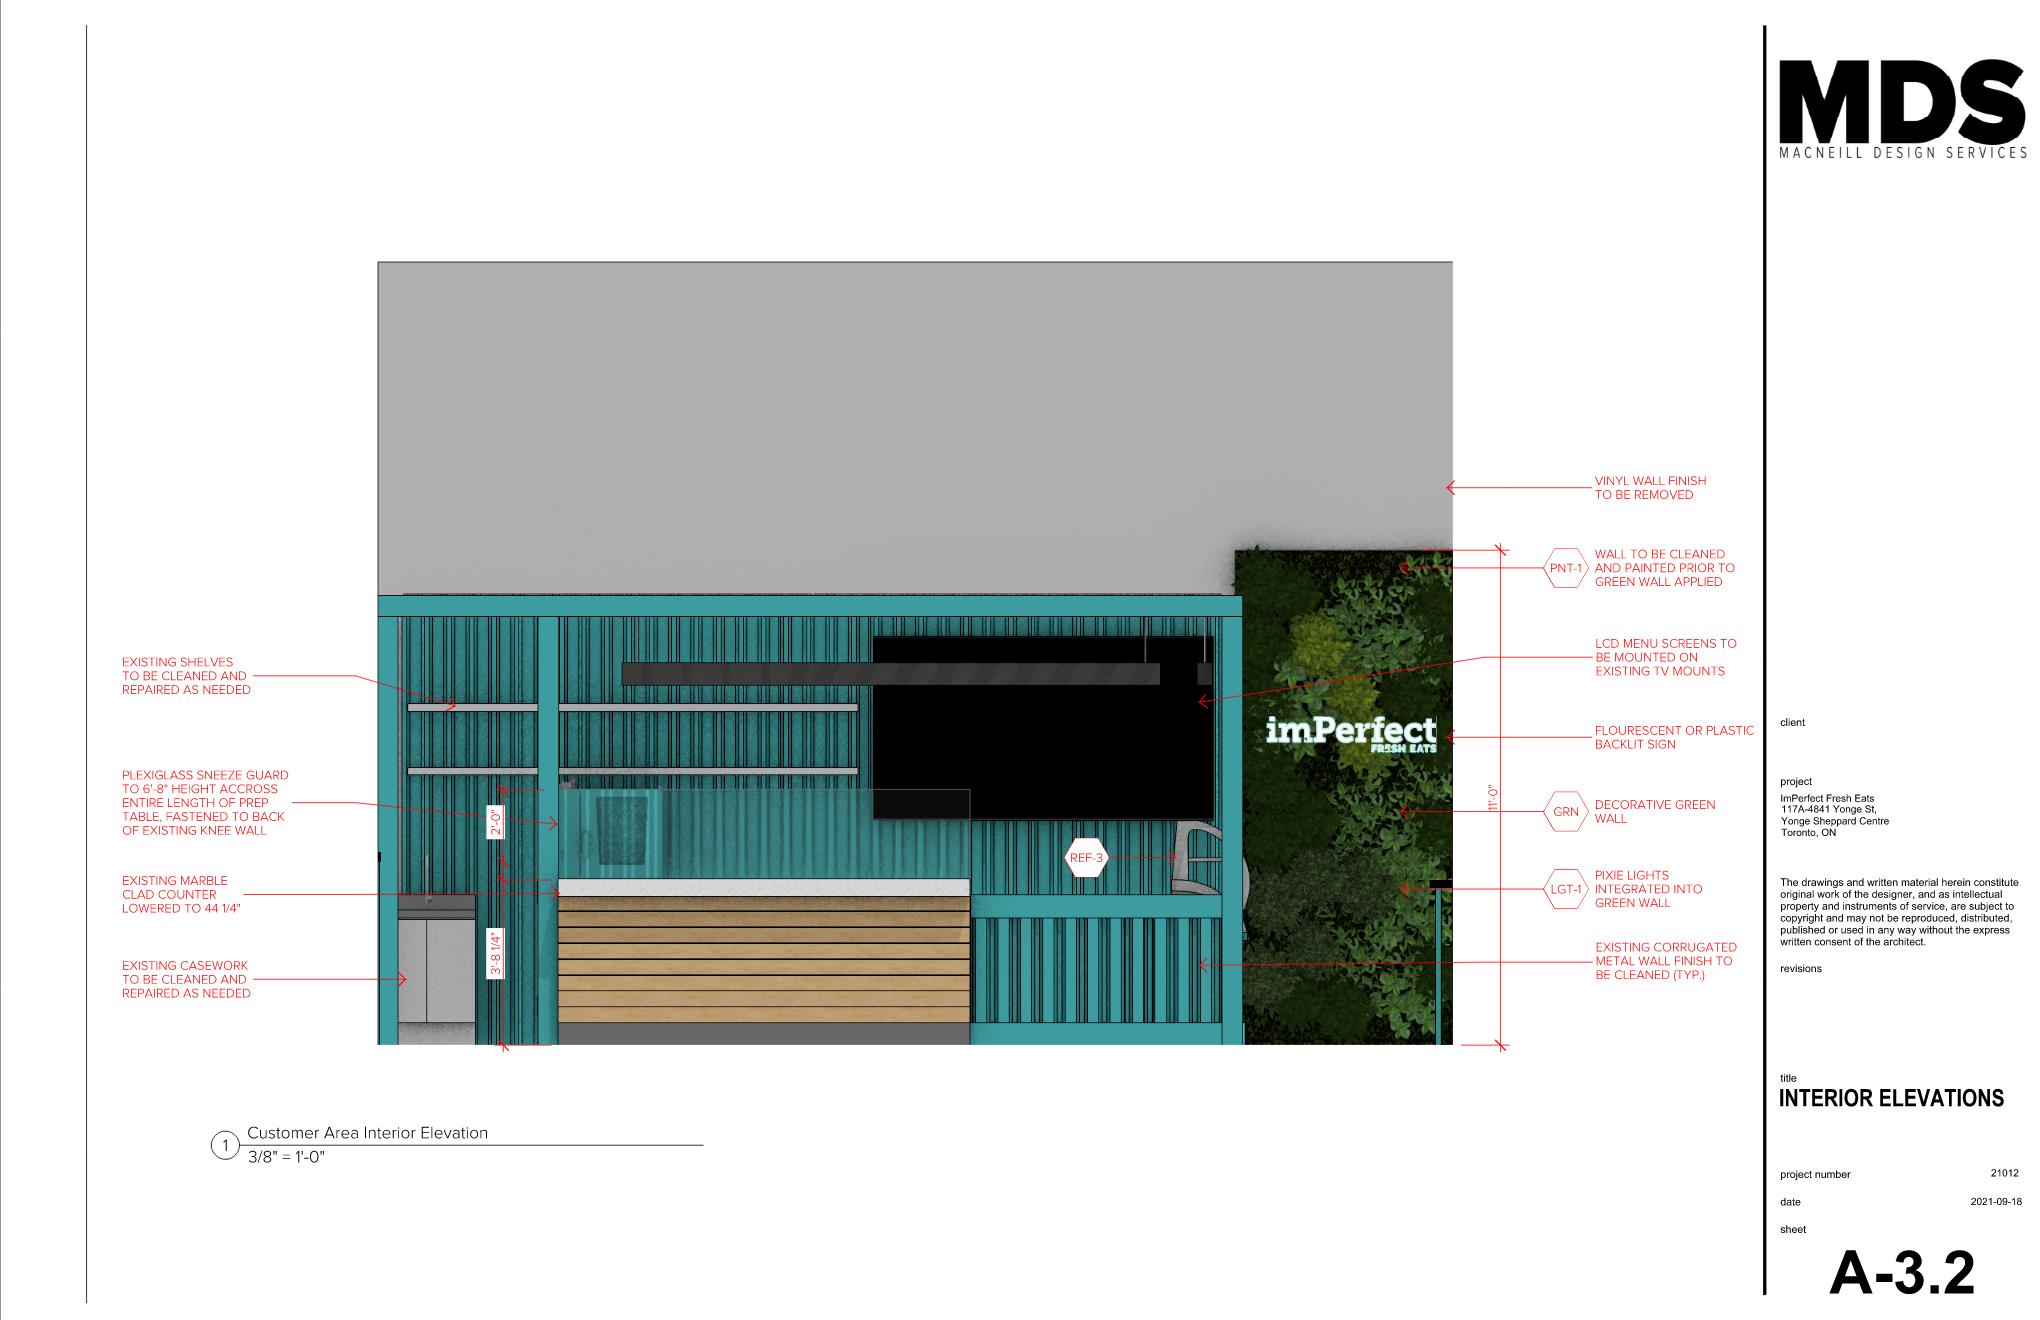 MDS
MACNEILL DESIGN SERVICES
VINYL WALL FINISH
TO BE REMOVED
PNT-1
WALL TO BE CLEANED
AND PAINTED PRIOR TO
GREEN WALL APPLIED
LCD MENU SCREENS TO
BE MOUNTED ON
EXISTING TV MOUNTS
FLOURESCENT OR PLASTIC
BACKLIT SIGN
GRN
DECORATIVE GREEN
WALL
LGT-1
PIXIE LIGHTS
INTEGRATED INTO
GREEN WALL
EXISTING CORRUGATED
METAL WALL FINISH TO
BE CLEANED (TYP.)
EXISTING SHELVES
TO BE CLEANED AND
REPAIRED AS NEEDED
PLEXIGLASS SNEEZE GUARD
TO 6'-8" HEIGHT ACCROSS
ENTIRE LENGTH OF PREP
TABLE, FASTENED TO BACK
OF EXISTING KNEE WALL
EXISTING MARBLE
CLAD COUNTER
LOWERED TO 44 1/4"
EXISTING CASEWORK
TO BE CLEANED AND
REPAIRED AS NEEDED
2'-0"
3'-8 1/4"
REF-3
imPerfect
FRESH EATS
11'-0"
1
Customer Area Interior Elevation
3/8" = 1'-0"
client
project
ImPerfect Fresh Eats
117A-4841 Yonge St,
Yonge Sheppard Centre
Toronto, ON
The drawings and written material herein constitute
original work of the designer, and as intellectual
property and instruments of service, are subject to
copyright and may not be reproduced, distributed,
published or used in any way without the express
written consent of the architect.
revisions
title
INTERIOR ELEVATIONS
project number 21012
date 2021-09-18
sheet
A-3.2